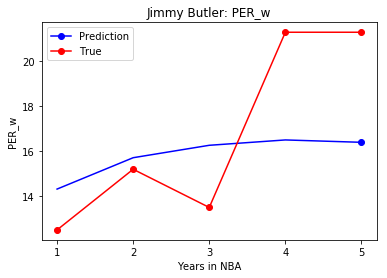 Jimmy Butler: PER_w
Prediction
True
PER_w
20
18
16
14
1 2 3 4 5
Years in NBA